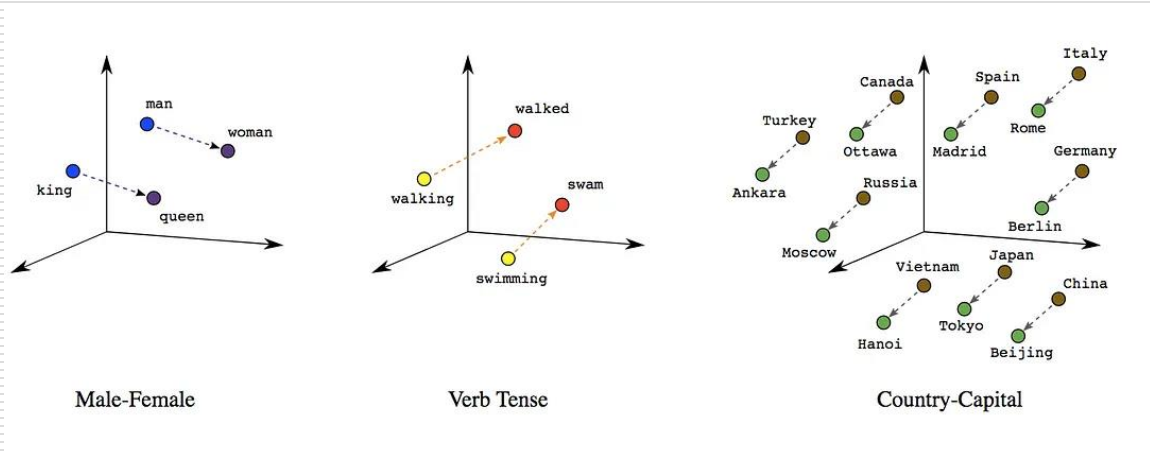 man
woman
king
queen
Male-Female
walked
walking
swam
swimming
Verb Tense
Italy
Spain
Canada
Rome
Turkey
Ottawa
Madrid
Germany
Ankara
Russia
Berlin
Moscow
Japan
Vietnam
China
Tokyo
Hanoi
Beijing
Country-Capital